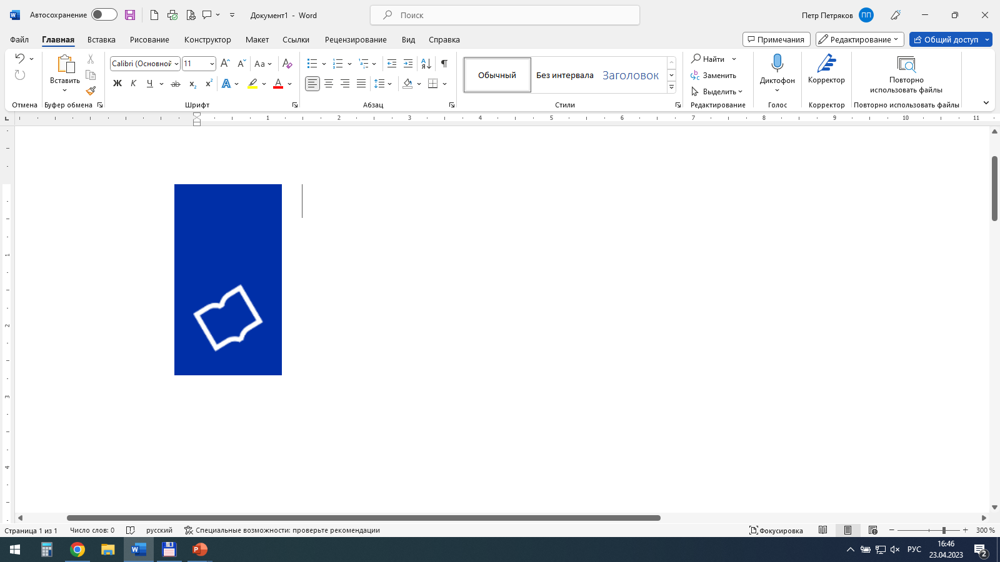 Автосохранение
Документ1 - Word
Поиск
Петр Петряков
ПП
Файл Главная Вставка Рисование Конструктор Макет Ссылки Рецензирование Вид Справка
Примечания Редактирование Общий доступ
Вставить
Calibri (Основной 11
Обычный Без интервала Заголовок
Найти
Заменить
Выделить
Диктофон
Корректор
Повторно использовать файлы
Отмена Буфер обмена Шрифт Абзац Стили Редактирование Голос Корректор Повторно использовать файлы
1 2 3 4 5 6 7 8 9 10 11
1
2
3
4
Страница 1 из 1 Число слов: 0 русский Специальные возможности: проверьте рекомендации Фокусировка 300 %
РУС
16:46
23.04.2023
2